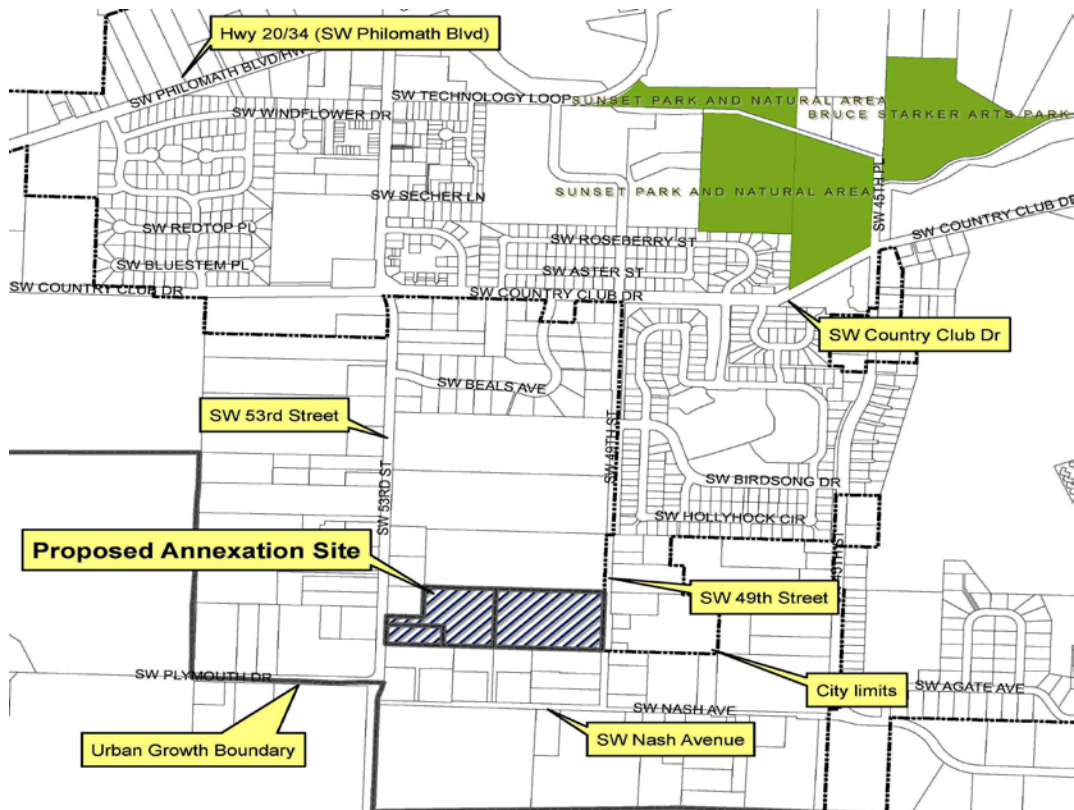 Hwy 20/34 (SW Philomath Blvd)
SW PHILOMATH BLVD/HW
SW TECHNOLOGY LOOP
SUNSET PARK AND NATURAL AREA
BRUCE STARKER ARTS PARK
SW WINDFLOWER DR
SW SECHER LN
SUNSET PARK AND NATURAL AREA
SW 45TH PL
SW COUNTRY CLUB DR
SW REDTOP PL
SW ROSEBERRY ST
SW BLUESTEM PL
SW ASTER ST
SW COUNTRY CLUB DR
SW COUNTRY CLUB DR
SW Country Club Dr
SW BEALS AVE
SW 53rd Street
SW 49TH ST
SW 53RD ST
SW BIRDSONG DR
SW HOLLYHOCK CIR
Proposed Annexation Site
49TH ST
SW 49th Street
SW PLYMOUTH DR
City limits
SW AGATE AVE
SW NASH AVE
Urban Growth Boundary
SW Nash Avenue